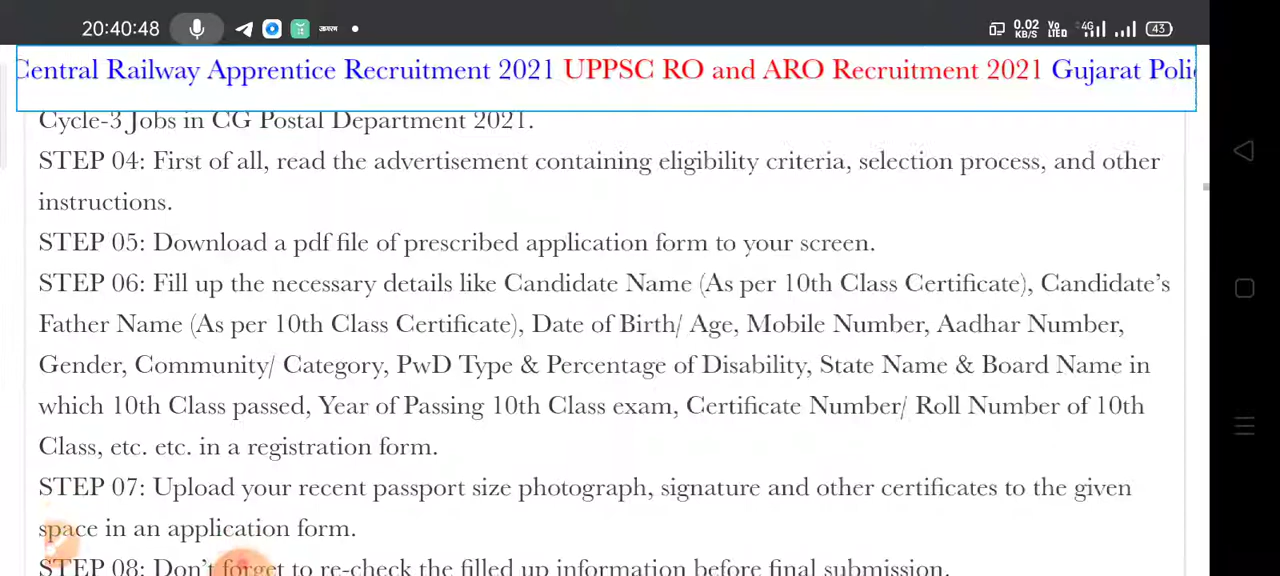 20:40:48 0.02 KB/S Vo LTE 4G 43
Central Railway Apprentice Recruitment 2021 UPPSC RO and ARO Recruitment 2021 Gujarat Polic
Cycle-3 Jobs in CG Postal Department 2021.
STEP 04: First of all, read the advertisement containing eligibility criteria, selection process, and other
instructions.
STEP 05: Download a pdf file of prescribed application form to your screen.
STEP 06: Fill up the necessary details like Candidate Name (As per 10th Class Certificate), Candidate’s
Father Name (As per 10th Class Certificate), Date of Birth/ Age, Mobile Number, Aadhar Number,
Gender, Community/ Category, PwD Type & Percentage of Disability, State Name & Board Name in
which 10th Class passed, Year of Passing 10th Class exam, Certificate Number/ Roll Number of 10th
Class, etc. etc. in a registration form.
STEP 07: Upload your recent passport size photograph, signature and other certificates to the given
space in an application form.
STEP 08: Don’t forget to re-check the filled up information before final submission.